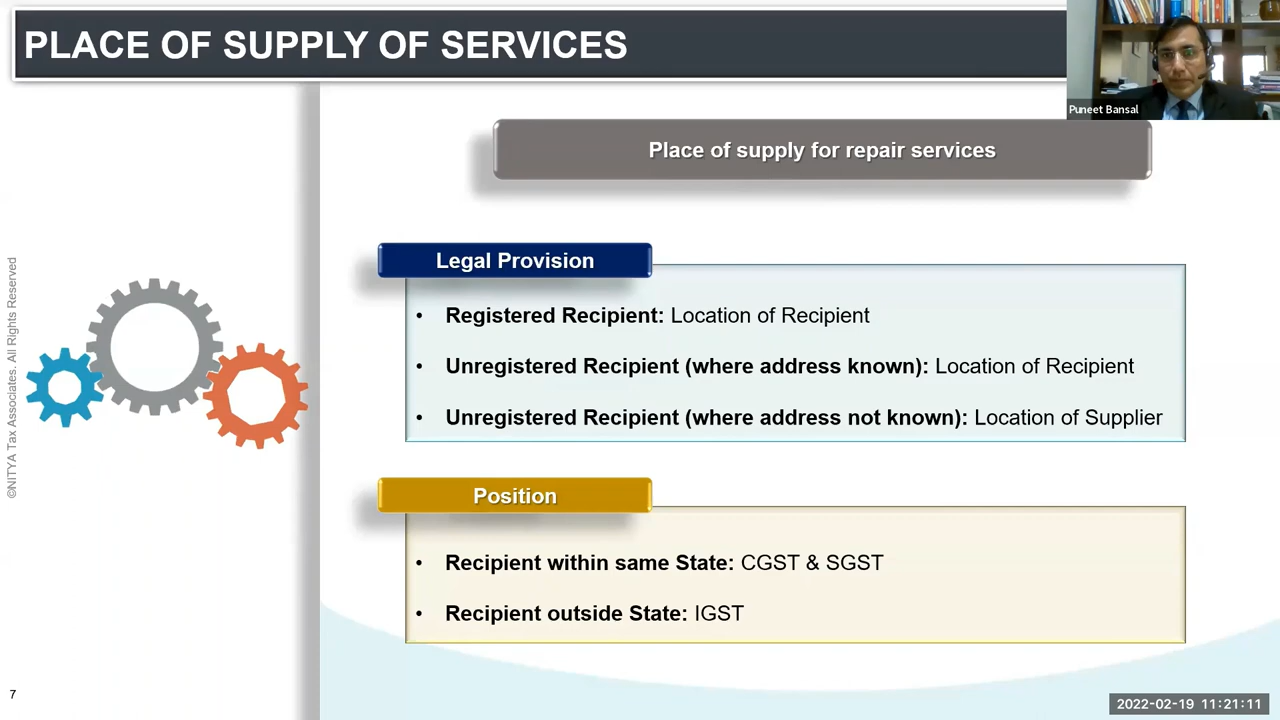 PLACE OF SUPPLY OF SERVICES
Puneet Bansal
Place of supply for repair services
Legal Provision
• Registered Recipient: Location of Recipient
• Unregistered Recipient (where address known): Location of Recipient
• Unregistered Recipient (where address not known): Location of Supplier
Position
• Recipient within same State: CGST & SGST
• Recipient outside State: IGST
©NITYA Tax Associates. All Rights Reserved
7
2022-02-19 11:21:11